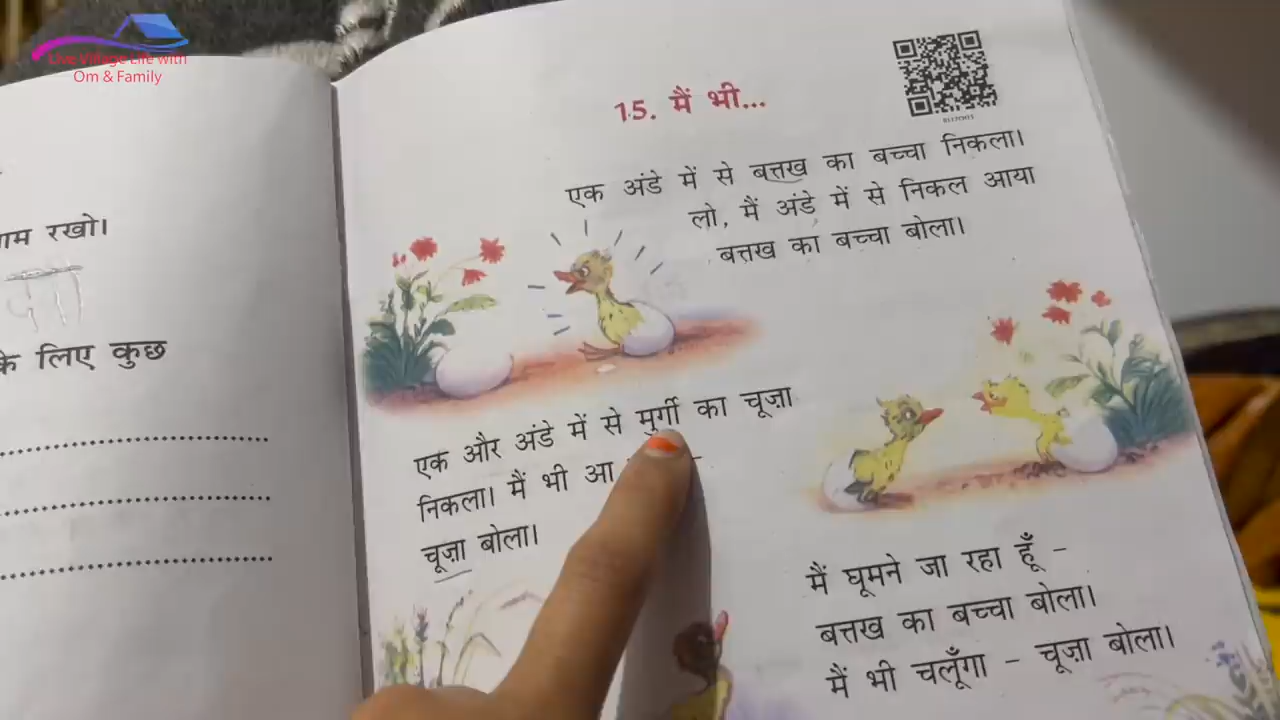 Live Village Life with
Om & Family
नाम रखो।
के लिए कुछ
15. मैं भी...
एक अंडे में से बत्तख का बच्चा निकला।
लो, मैं अंडे में से निकल आया
बत्तख का बच्चा बोला।
एक और अंडे में से मुर्गी का चूज़ा
निकला। मैं भी आ –
चूज़ा बोला।
मैं घूमने जा रहा हूँ –
बत्तख का बच्चा बोला।
मैं भी चलूँगा – चूज़ा बोला।